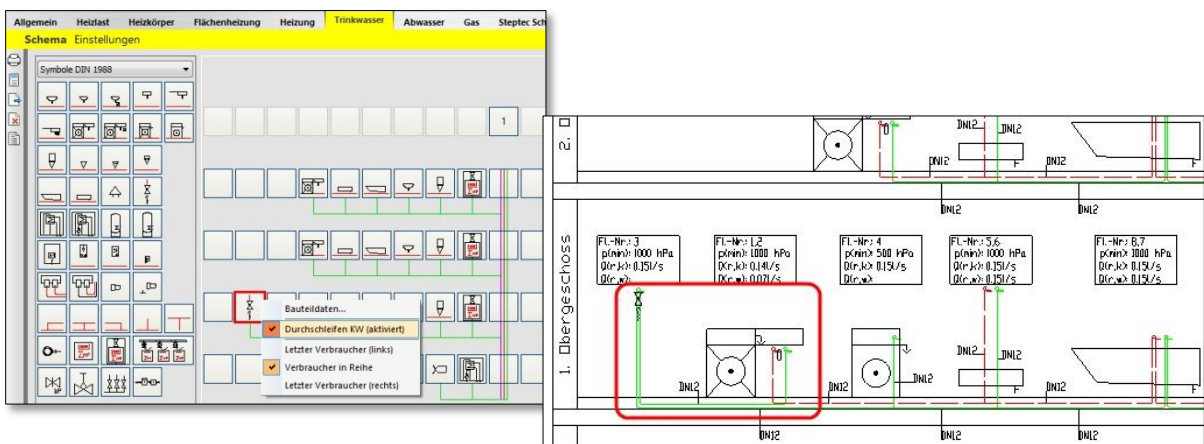 Allgemein Heizlast Heizkörper Flächenheizung Heizung Trinkwasser Abwasser Gas Steptec Sch
Schema Einstellungen
Symbole DIN 1988
1
Bauteildaten...
Durchschleifen KW (aktiviert)
Letzter Verbraucher (links)
Verbraucher in Reihe
Letzter Verbraucher (rechts)
2. O
DN12
DN12
DN12
DN12
DN12
DN12
1. Obergeschoss
Fl.-Nr.: 3
p(min): 1000 hPa
Q(r,k): 0.15l/s
Q(r,w):
Fl.-Nr.: 1,2
p(min): 1000 hPa
Q(r,k): 0.14l/s
Q(r,w): 0.07l/s
Fl.-Nr.: 4
p(min): 500 hPa
Q(r,k): 0.15l/s
Q(r,w):
Fl.-Nr.: 5,6
p(min): 1000 hPa
Q(r,k): 0.15l/s
Q(r,w): 0.15l/s
Fl.-Nr.: 8,7
p(min): 1000 hPa
Q(r,k): 0.15l/s
Q(r,w): 0.15l/s
DN12
DN12
DN12
DN12
DN12
DN12
DN12
DN12
DN12